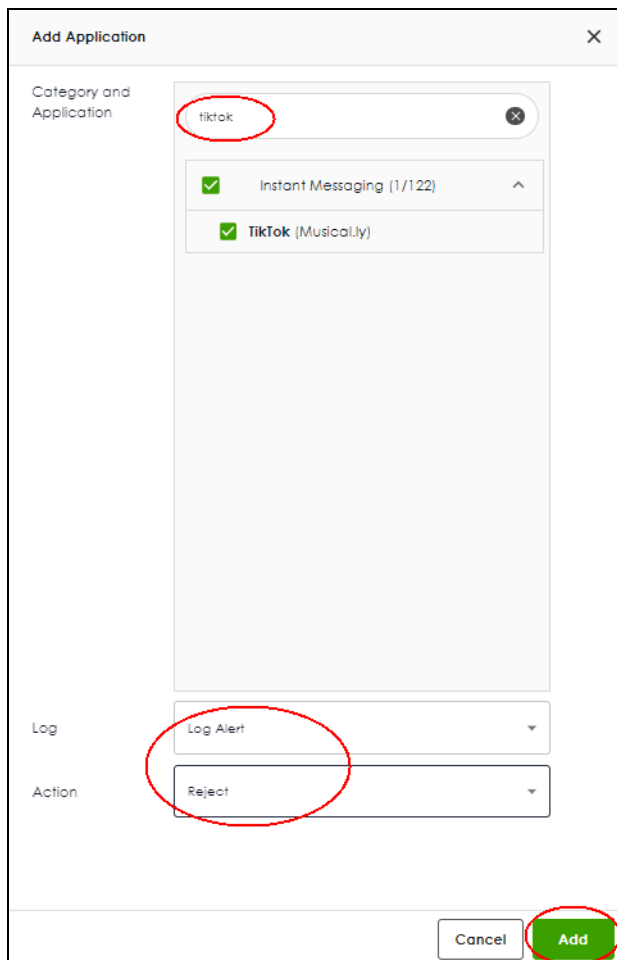 Add Application
Category and
Application
tiktok
Instant Messaging (1/122)
TikTok (Musical.ly)
Log
Log Alert
Action
Reject
Cancel
Add